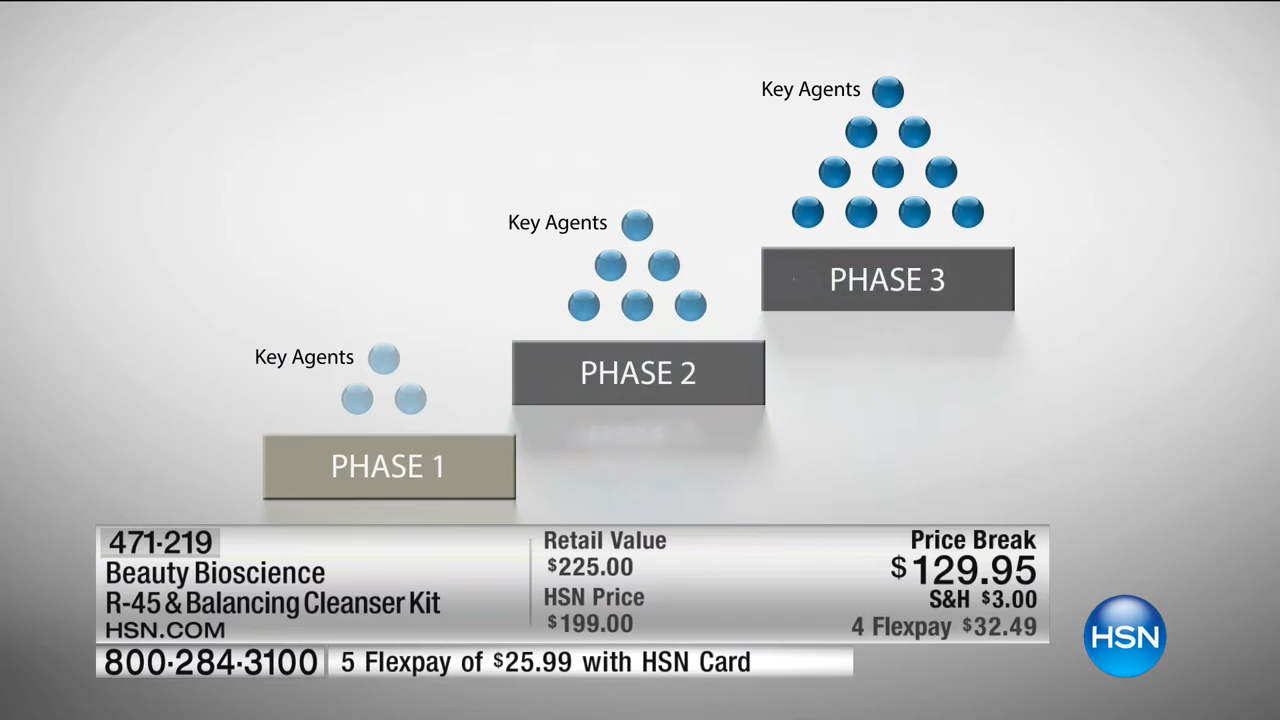 Key Agents
PHASE 3
Key Agents
PHASE 2
Key Agents
PHASE 1
471·219
Beauty Bioscience
R-45 & Balancing Cleanser Kit
HSN.COM
Retail Value
$225.00
HSN Price
$199.00
Price Break
$129.95
S&H $3.00
4 Flexpay $32.49
800·284·3100
5 Flexpay of $25.99 with HSN Card
HSN